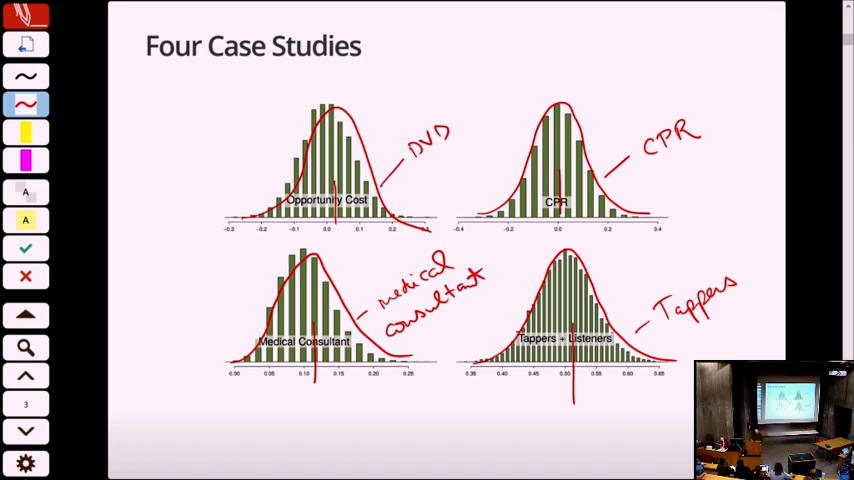 Four Case Studies
DVD
Opportunity Cost
-0.3 -0.2 -0.1 0.0 0.1 0.2 0.3
CPR
CPR
-0.4 -0.2 0.0 0.2 0.4
medical
consultant
Medical Consultant
0.00 0.05 0.10 0.15 0.20 0.25
Tappers
Tappers + Listeners
0.35 0.40 0.45 0.50 0.55 0.60 0.65
A
A
3